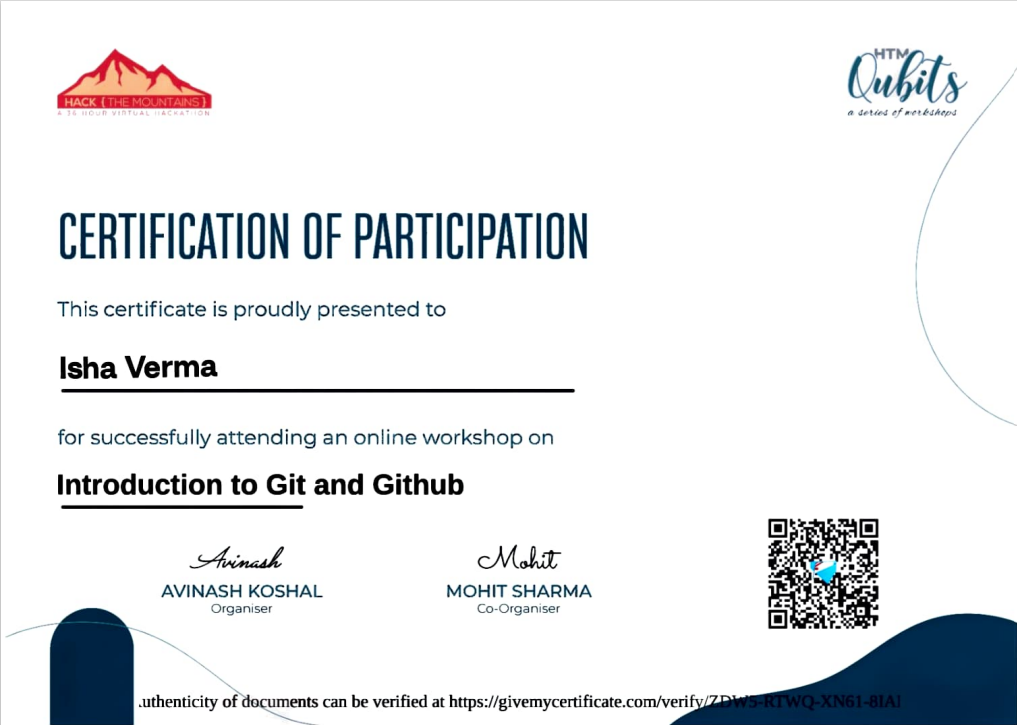 HACK {THE MOUNTAINS}
A 36 HOUR VIRTUAL HACKATHON
HTM
Qubits
a series of workshops
CERTIFICATION OF PARTICIPATION
This certificate is proudly presented to
Isha Verma
for successfully attending an online workshop on
Introduction to Git and Github
Avinash
Mohit
AVINASH KOSHAL
MOHIT SHARMA
Organiser
Co-Organiser
uthenticity of documents can be verified at https://givemycertificate.com/verify/ZDW5-RTWQ-XN61-8IA